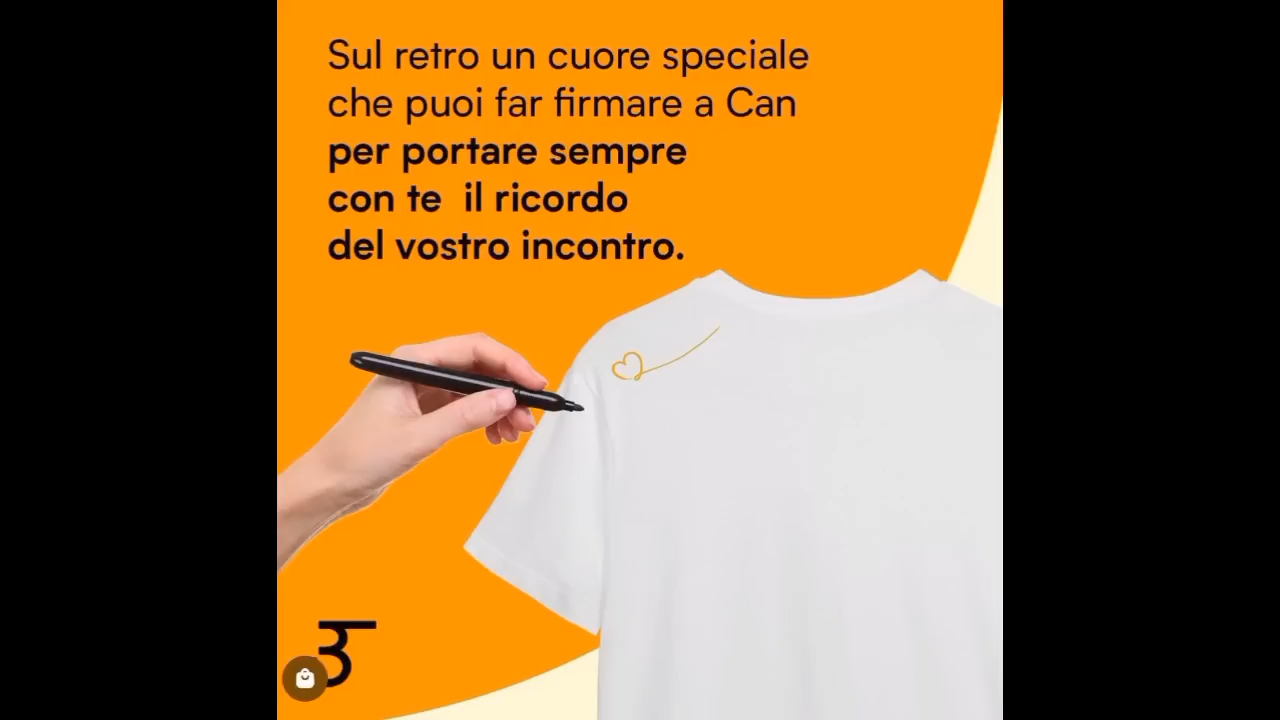 Sul retro un cuore speciale
che puoi far firmare a Can
per portare sempre
con te il ricordo
del vostro incontro.